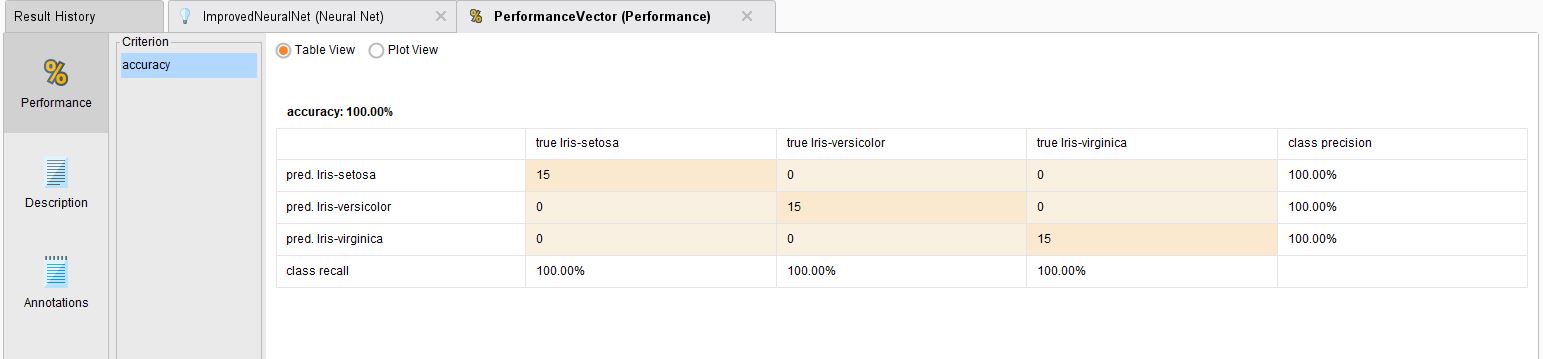 Result History
ImprovedNeuralNet (Neural Net)
PerformanceVector (Performance)
%
Performance
Description
Annotations
Criterion
accuracy
Table View
Plot View
accuracy: 100.00%
true Iris-setosa true Iris-versicolor true Iris-virginica class precision
pred. Iris-setosa 15 0 0 100.00%
pred. Iris-versicolor 0 15 0 100.00%
pred. Iris-virginica 0 0 15 100.00%
class recall 100.00% 100.00% 100.00%